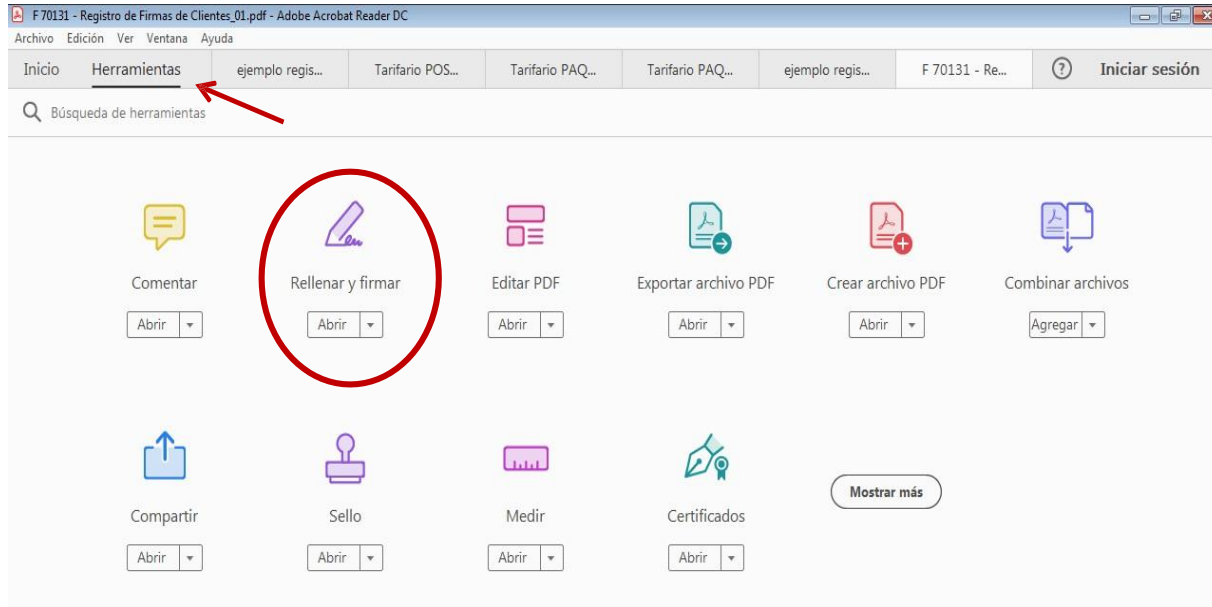 F 70131 - Registro de Firmas de Clientes_01.pdf - Adobe Acrobat Reader DC
Archivo Edición Ver Ventana Ayuda
Inicio Herramientas ejemplo regis... Tarifario POS... Tarifario PAQ... Tarifario PAQ... ejemplo regis... F 70131 - Re... ? Iniciar sesión
Búsqueda de herramientas
Comentar Rellenar y firmar Editar PDF Exportar archivo PDF Crear archivo PDF Combinar archivos
Abrir Abrir Abrir Abrir Abrir Agregar
Compartir Sello Medir Certificados Mostrar más
Abrir Abrir Abrir Abrir